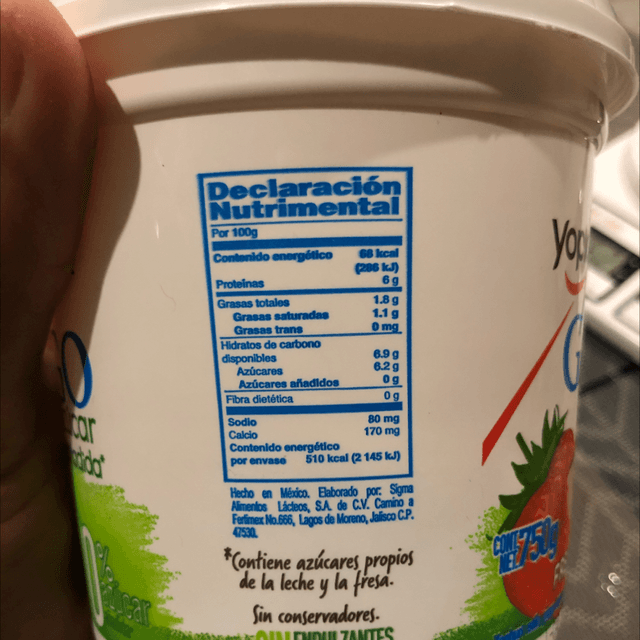 Declaración
Nutrimental
Por 100g
Contenido energético 68 kcal
(286 kJ)
Proteínas 6 g
Grasas totales 1.8 g
Grasas saturadas 1.1 g
Grasas trans 0 mg
Hidratos de carbono
disponibles 6.9 g
Azúcares 6.2 g
Azúcares añadidos 0 g
Fibra dietética 0 g
Sodio 80 mg
Calcio 170 mg
Contenido energético
por envase 510 kcal (2 145 kJ)
Hecho en México. Elaborado por: Sigma
Alimentos Lácteos, S.A. de C.V. Camino a
Fertimex No.666, Lagos de Moreno, Jalisco C.P.
47530.
*Contiene azúcares propios
de la leche y la fresa.
Sin conservadores.
SIN ENDULZANTES
Yop
G
CONT.
NET. 750g